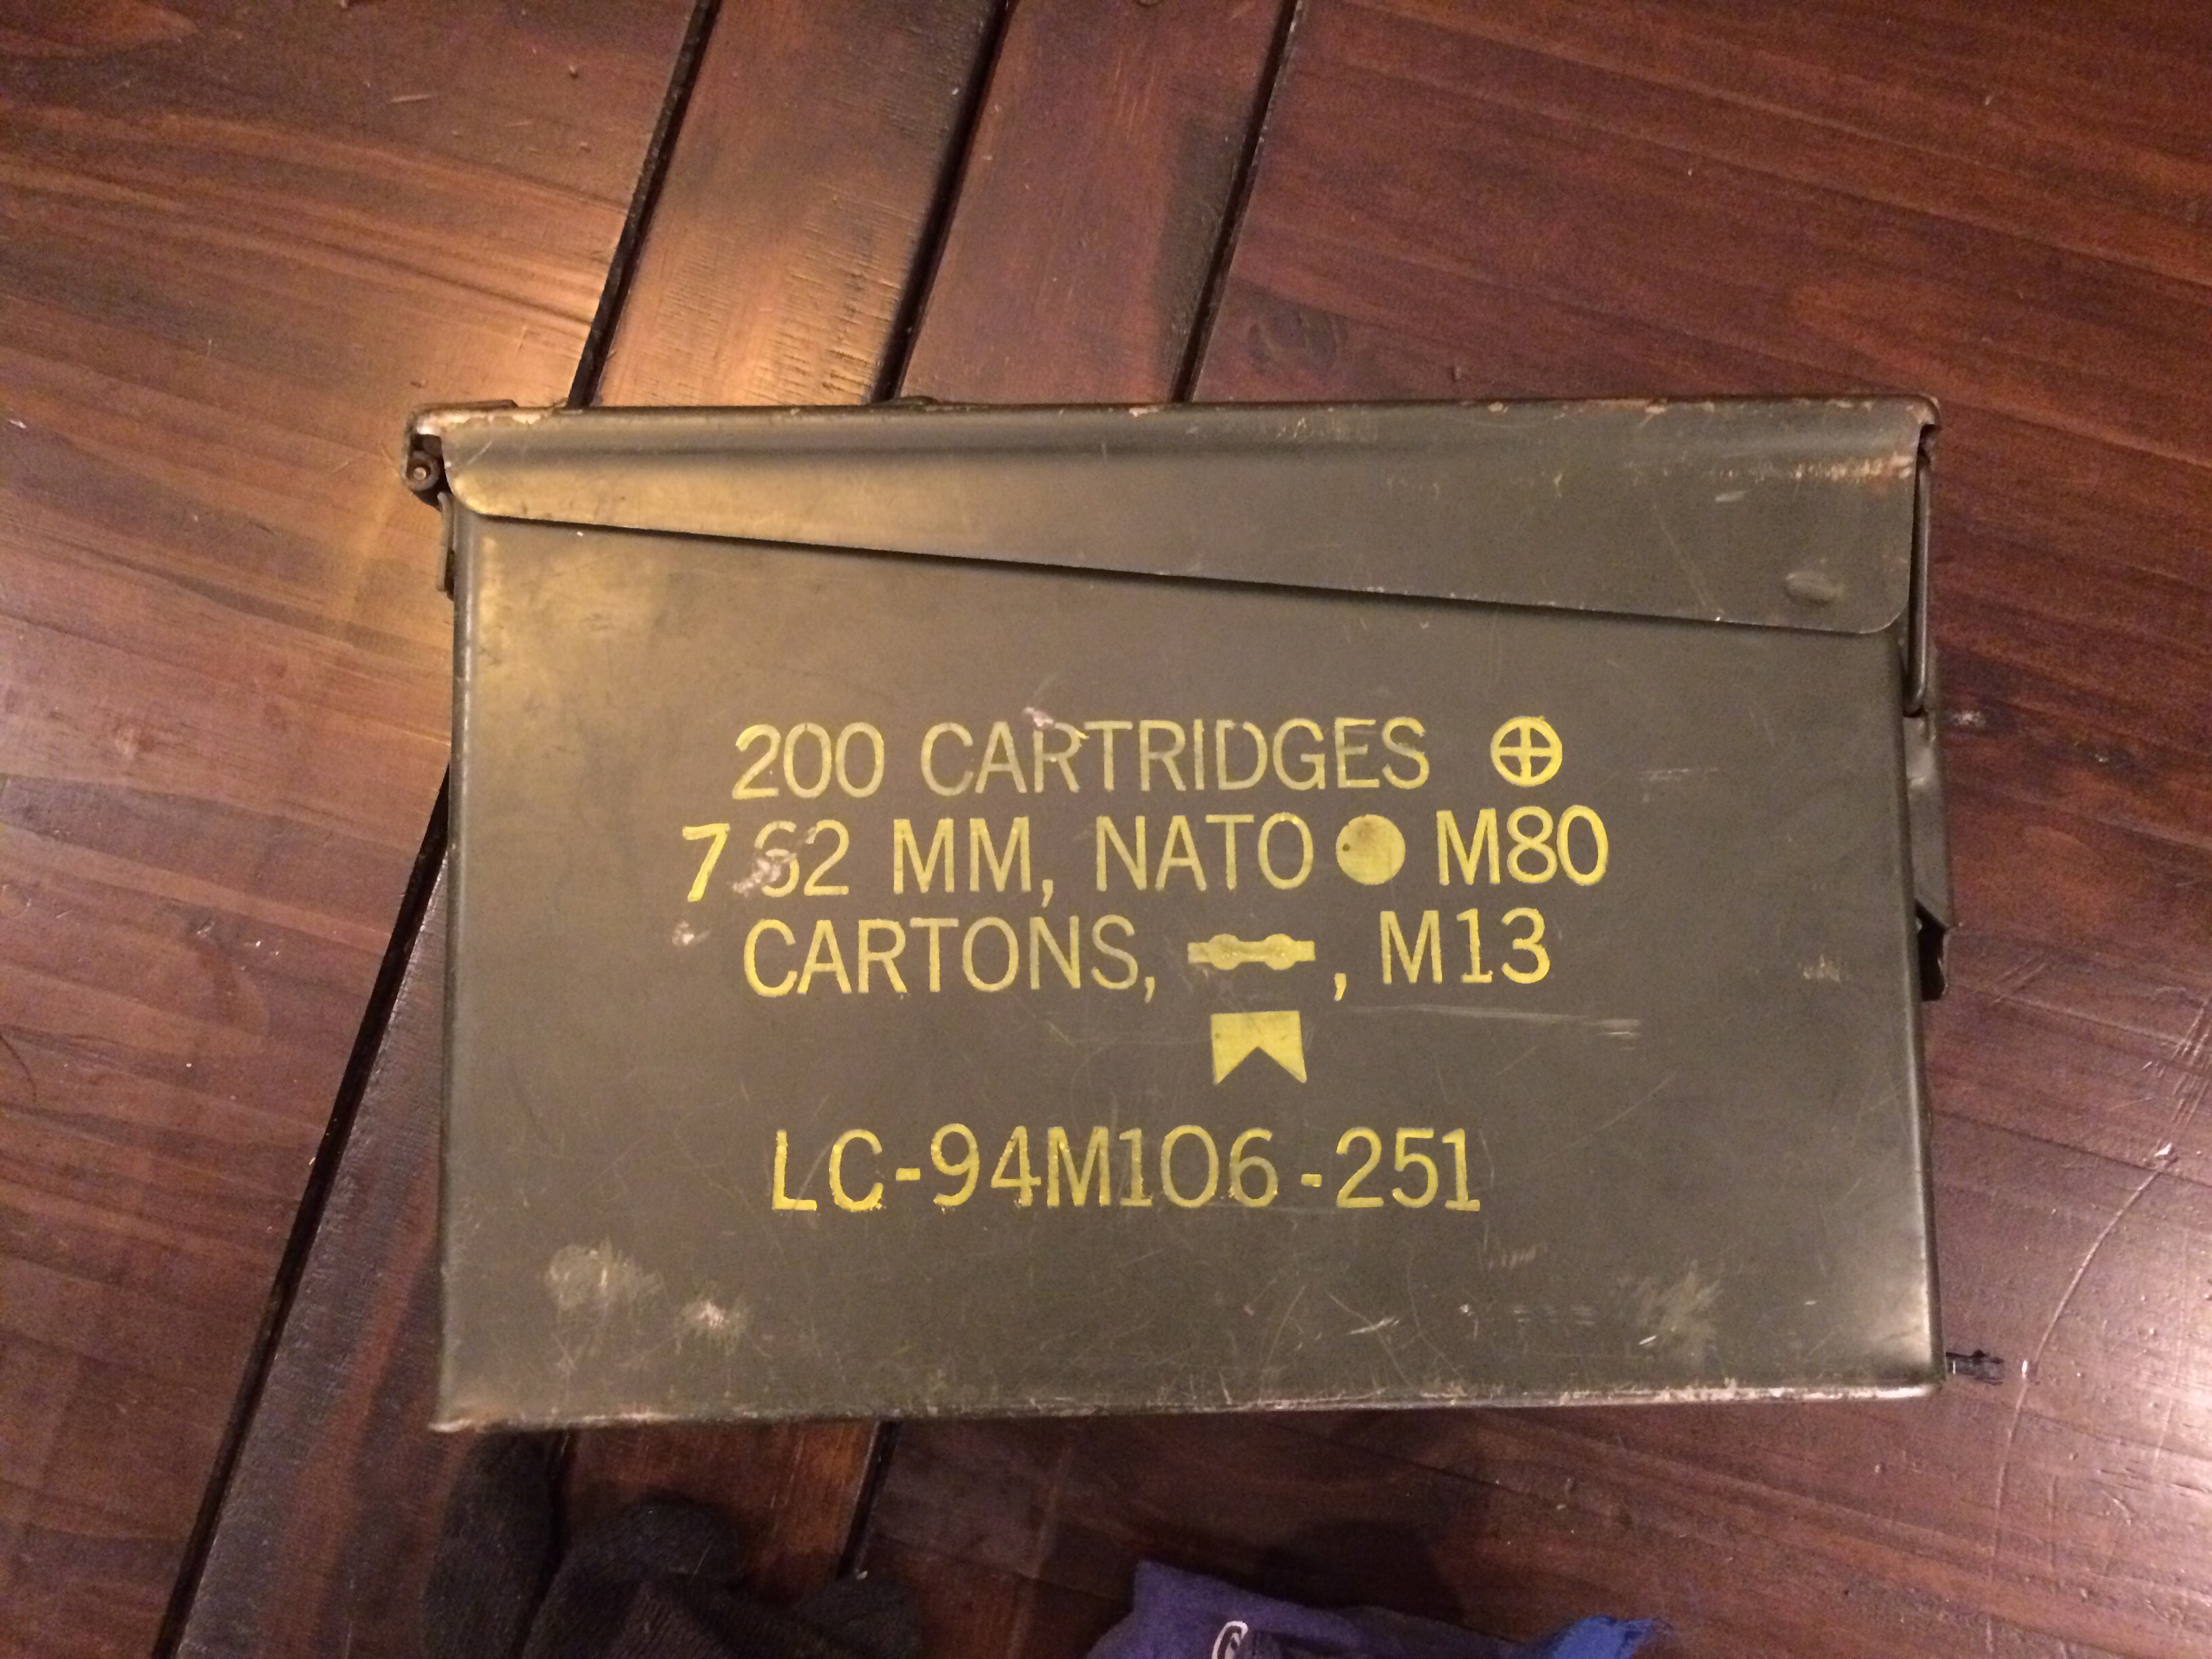 200 CARTRIDGES ⊕
7.62 MM, NATO ● M80
CARTONS, , M13
LC-94M106-251